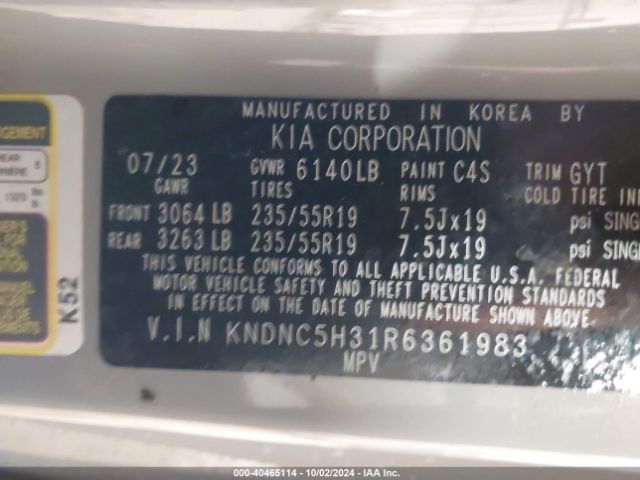 MANUFACTURED IN KOREA BY
KIA CORPORATION
07/23 GVWR 6140LB PAINT C4S TRIM GYT
GAWR TIRES RIMS COLD TIRE
FRONT 3064 LB 235/55R19 7.5Jx19 psi
REAR 3263 LB 235/55R19 7.5Jx19 psi
THIS VEHICLE CONFORMS TO ALL APPLICABLE U.S.A. FEDERAL
MOTOR VEHICLE SAFETY AND THEFT PREVENTION STANDARDS
IN EFFECT ON THE DATE OF MANUFACTURE SHOWN ABOVE
V.I.N KNDNC5H31R6361983
MPV
K52
000-40465114 | 10/02/2024 | IAA Inc.